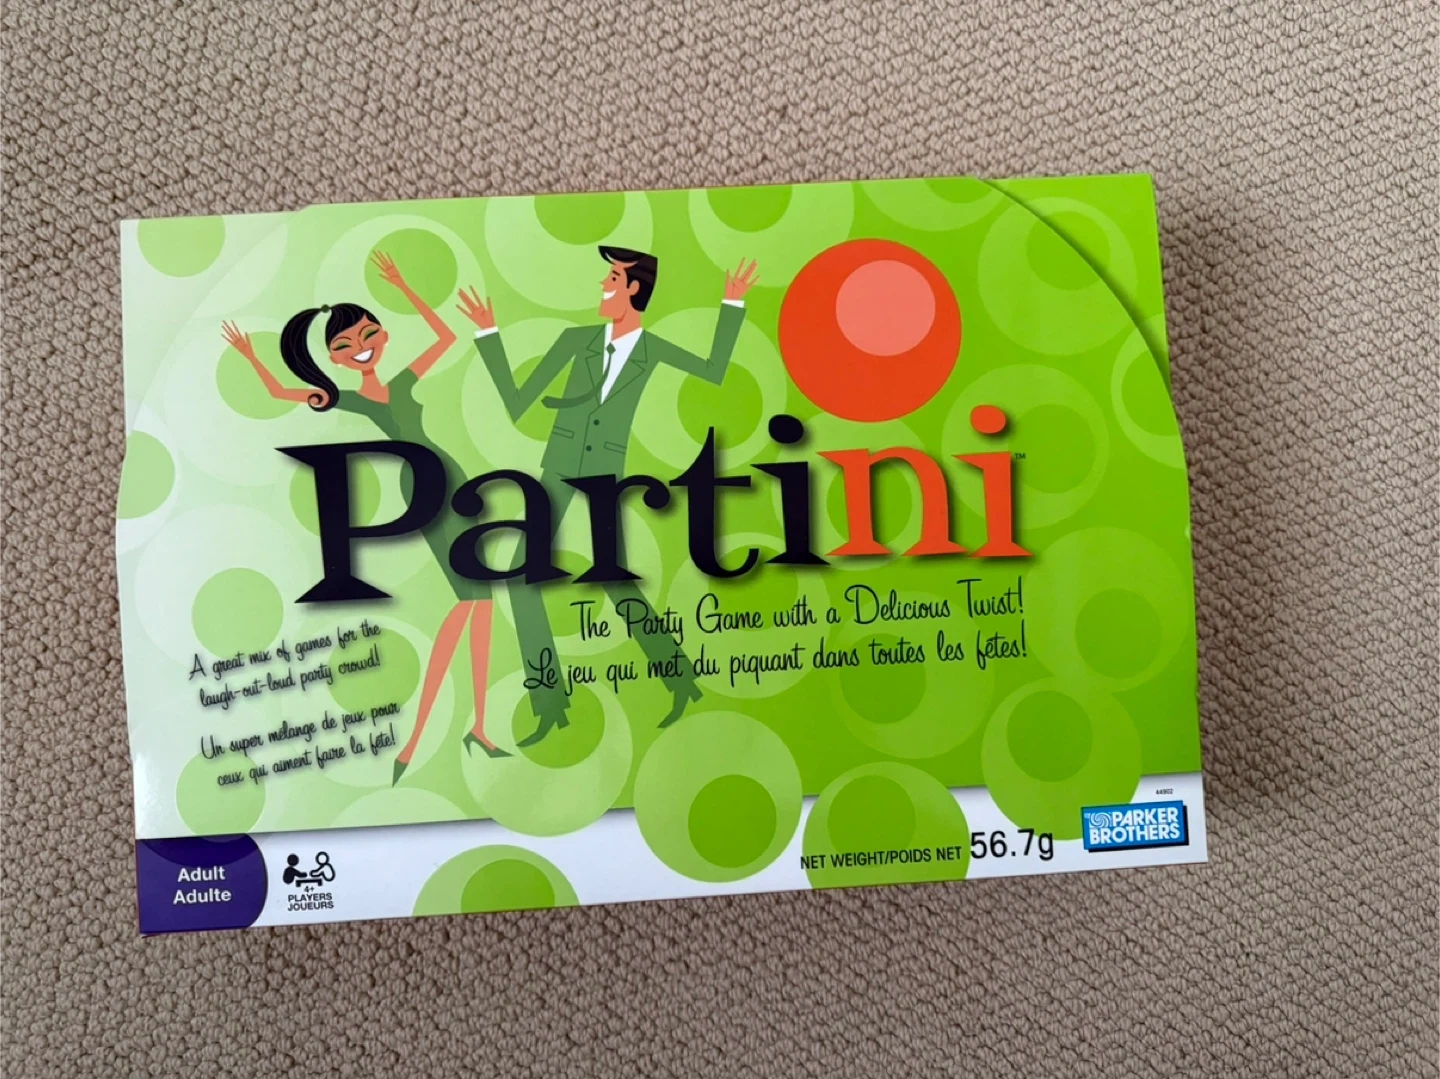 Partini™
The Party Game with a Delicious Twist!
Le jeu qui met du piquant dans toutes les fêtes!
A great mix of games for the
laugh-out-loud party crowd!
Un super mélange de jeux pour
ceux qui aiment faire la fête!
Adult
Adulte
4+
PLAYERS
JOUEURS
NET WEIGHT/POIDS NET 56.7g
44902
PARKER
BROTHERS